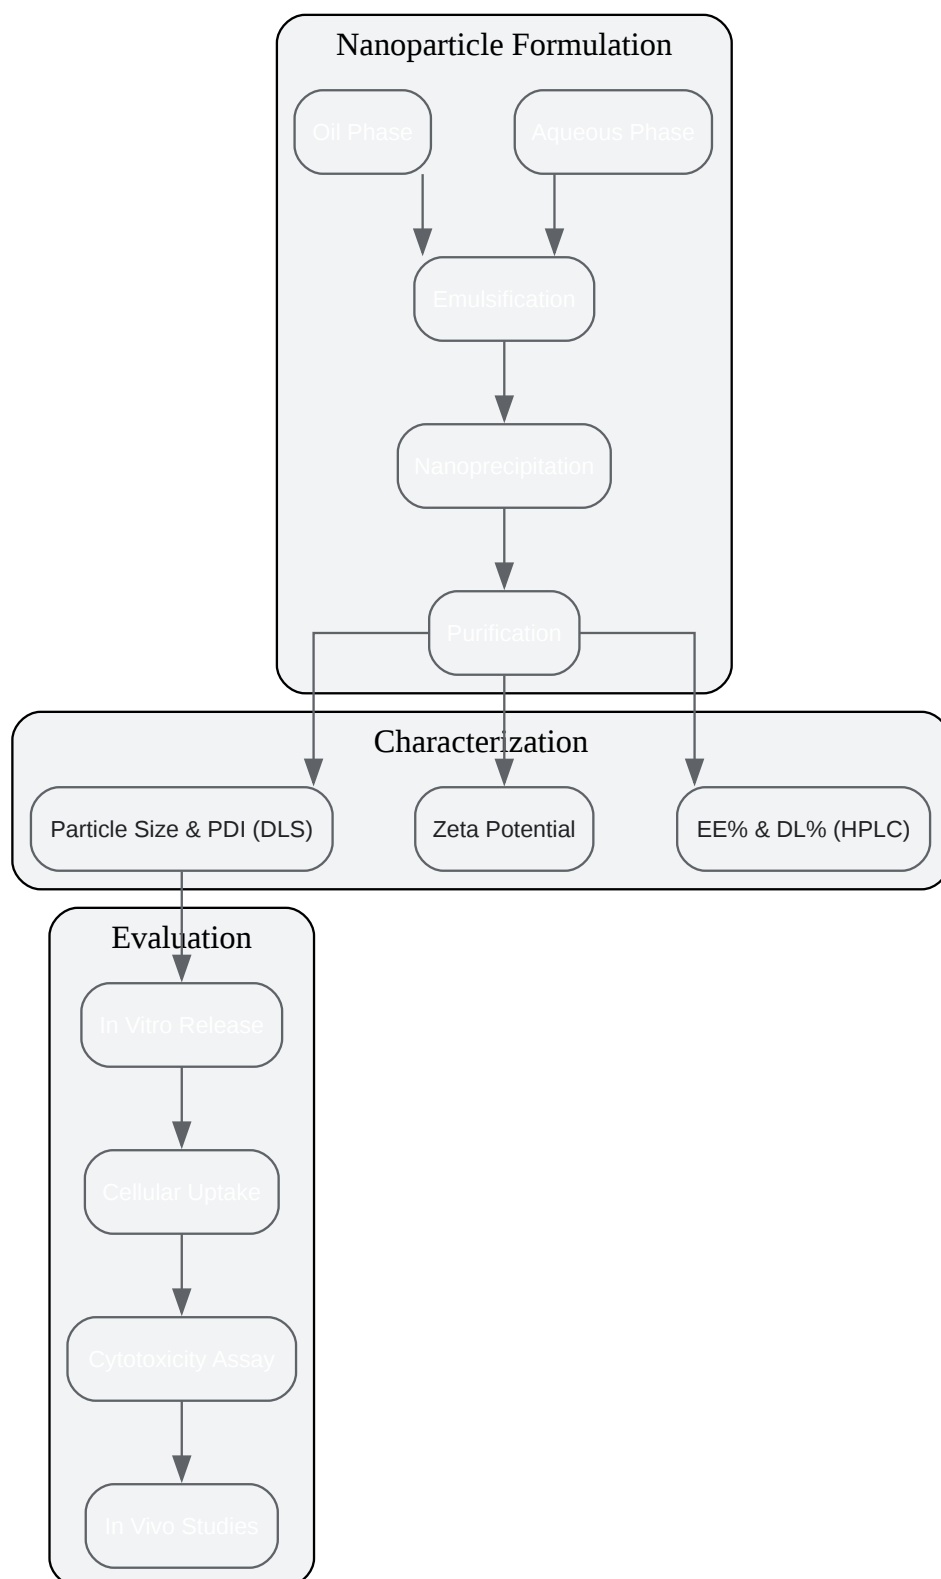 Nanoparticle Formulation
Oil Phase
Aqueous Phase
Emulsification
Nanoprecipitation
Purification
Characterization
Particle Size & PDI (DLS)
Zeta Potential
EE% & DL% (HPLC)
Evaluation
In Vitro Release
Cellular Uptake
Cytotoxicity Assay
In Vivo Studies